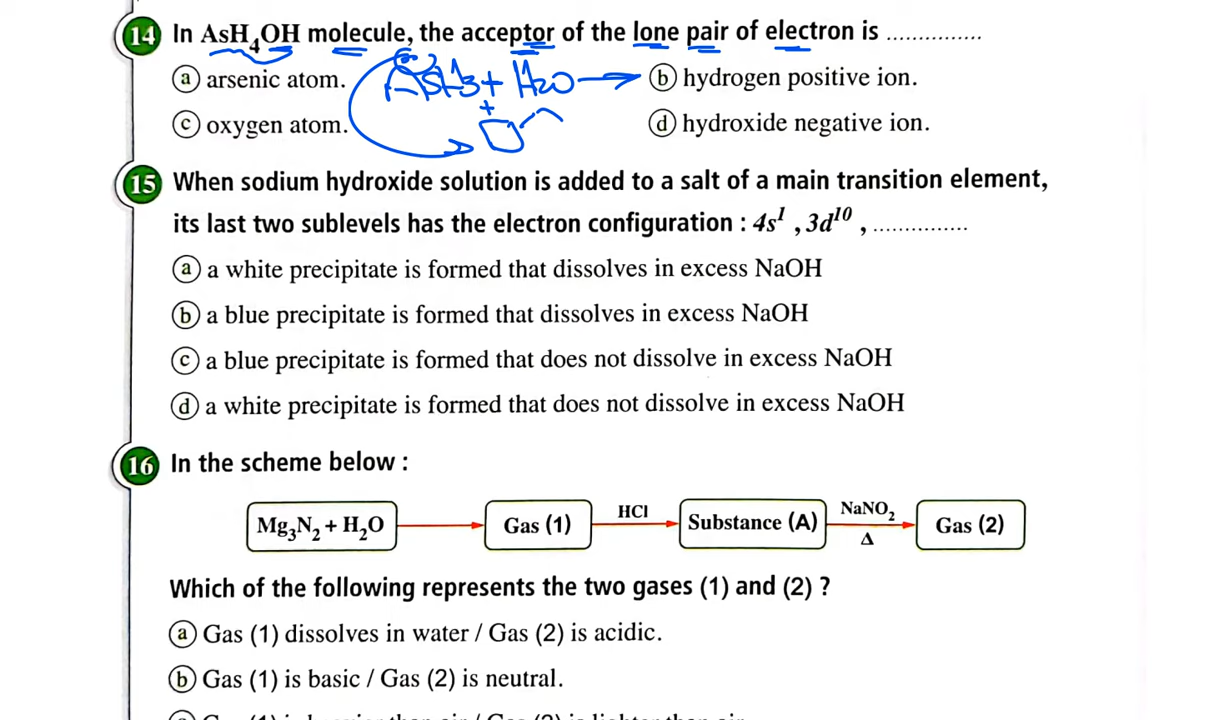 14 In AsH₄OH molecule, the acceptor of the lone pair of electron is ...............
a arsenic atom.
AsH3 + H2O
b hydrogen positive ion.
c oxygen atom.
d hydroxide negative ion.
15 When sodium hydroxide solution is added to a salt of a main transition element,
its last two sublevels has the electron configuration : 4s¹ , 3d¹⁰ , ...............
a a white precipitate is formed that dissolves in excess NaOH
b a blue precipitate is formed that dissolves in excess NaOH
c a blue precipitate is formed that does not dissolve in excess NaOH
d a white precipitate is formed that does not dissolve in excess NaOH
16 In the scheme below :
Mg₃N₂ + H₂O Gas (1) HCl Substance (A) NaNO₂ Δ Gas (2)
Which of the following represents the two gases (1) and (2) ?
a Gas (1) dissolves in water / Gas (2) is acidic.
b Gas (1) is basic / Gas (2) is neutral.